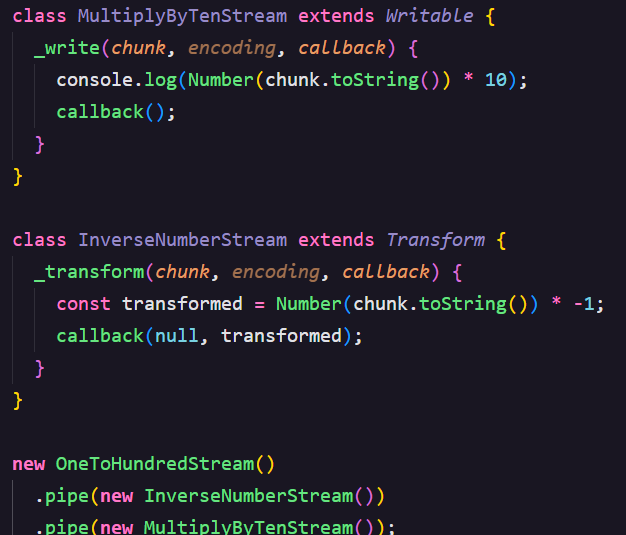 class MultiplyByTenStream extends Writable {
_write(chunk, encoding, callback) {
console.log(Number(chunk.toString()) * 10);
callback();
}
}
class InverseNumberStream extends Transform {
_transform(chunk, encoding, callback) {
const transformed = Number(chunk.toString()) * -1;
callback(null, transformed);
}
}
new OneToHundredStream()
.pipe(new InverseNumberStream())
.pipe(new MultiplyByTenStream());